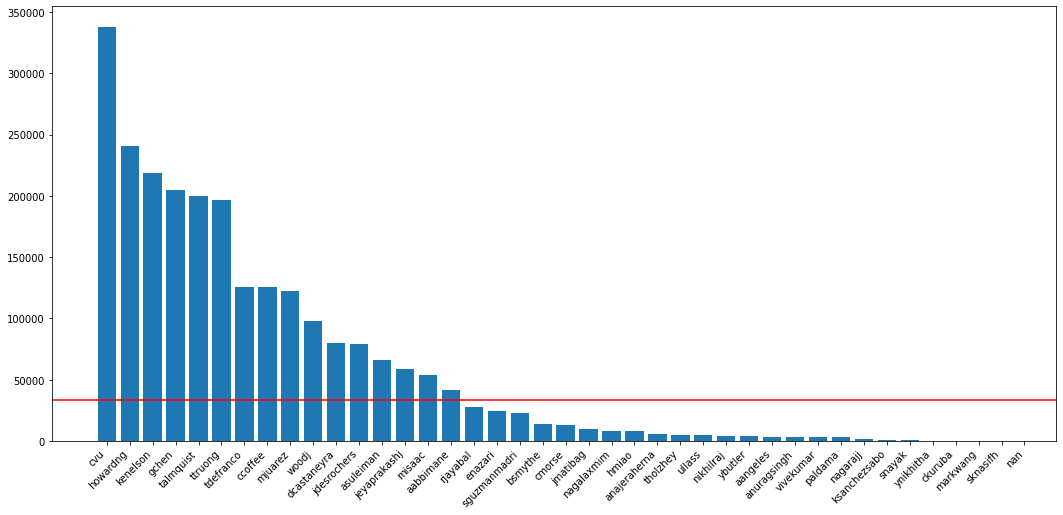 350000
300000
250000
200000
150000
100000
50000
0
cvu
howardng
kenelson
gchen
talmquist
ttruong
tdefranco
ccoffee
mjuarez
woodj
dcastaneyra
jdesrochers
asuleiman
jeyaprakashj
misaac
aabbimane
rjayabal
enazari
sguzmanmadri
bsmythe
cmorse
jmatibag
nagalaxmim
hmiao
anajerahema
tholzhey
ullass
nikhilraj
ybutler
aangeles
anuragsingh
vivekumar
paldama
nagarajj
ksanchezsabo
snayak
ynikhitha
ckuruba
markwang
sknasifh
nan